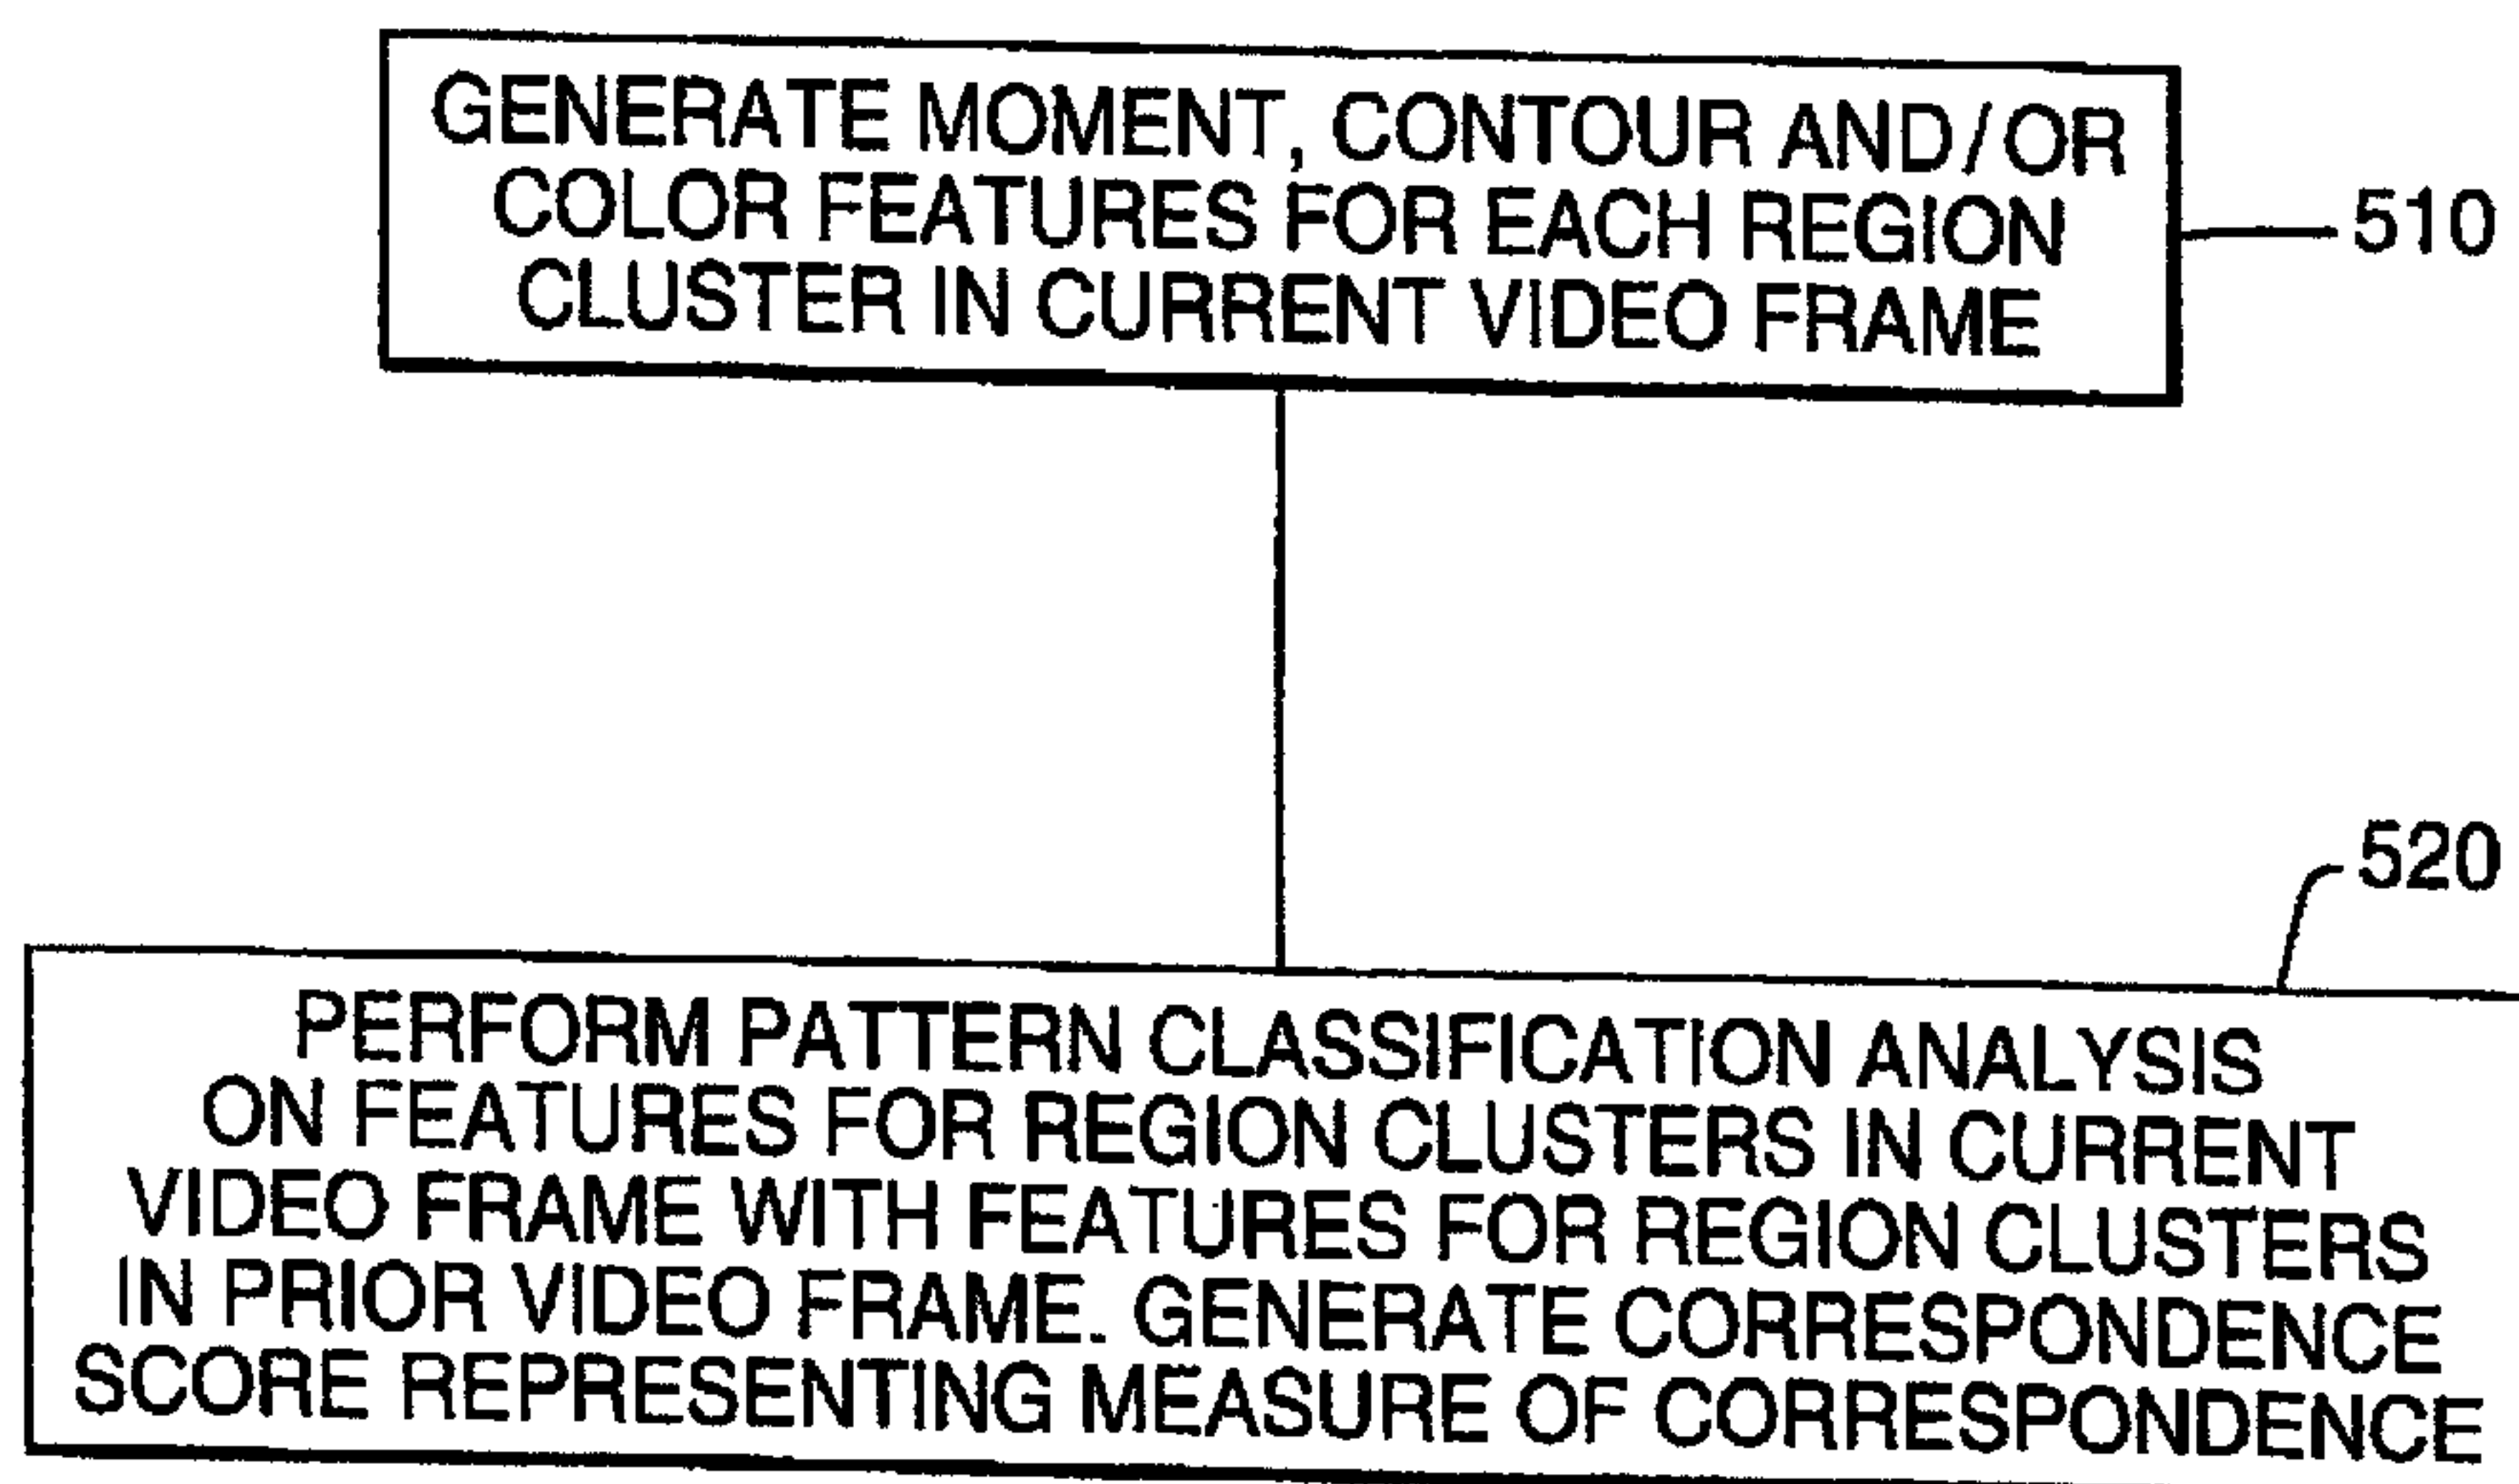 GENERATE MOMENT, CONTOUR AND/OR
COLOR FEATURES FOR EACH REGION
CLUSTER IN CURRENT VIDEO FRAME
510
520
PERFORM PATTERN CLASSIFICATION ANALYSIS
ON FEATURES FOR REGION CLUSTERS IN CURRENT
VIDEO FRAME WITH FEATURES FOR REGION CLUSTERS
IN PRIOR VIDEO FRAME. GENERATE CORRESPONDENCE
SCORE REPRESENTING MEASURE OF CORRESPONDENCE